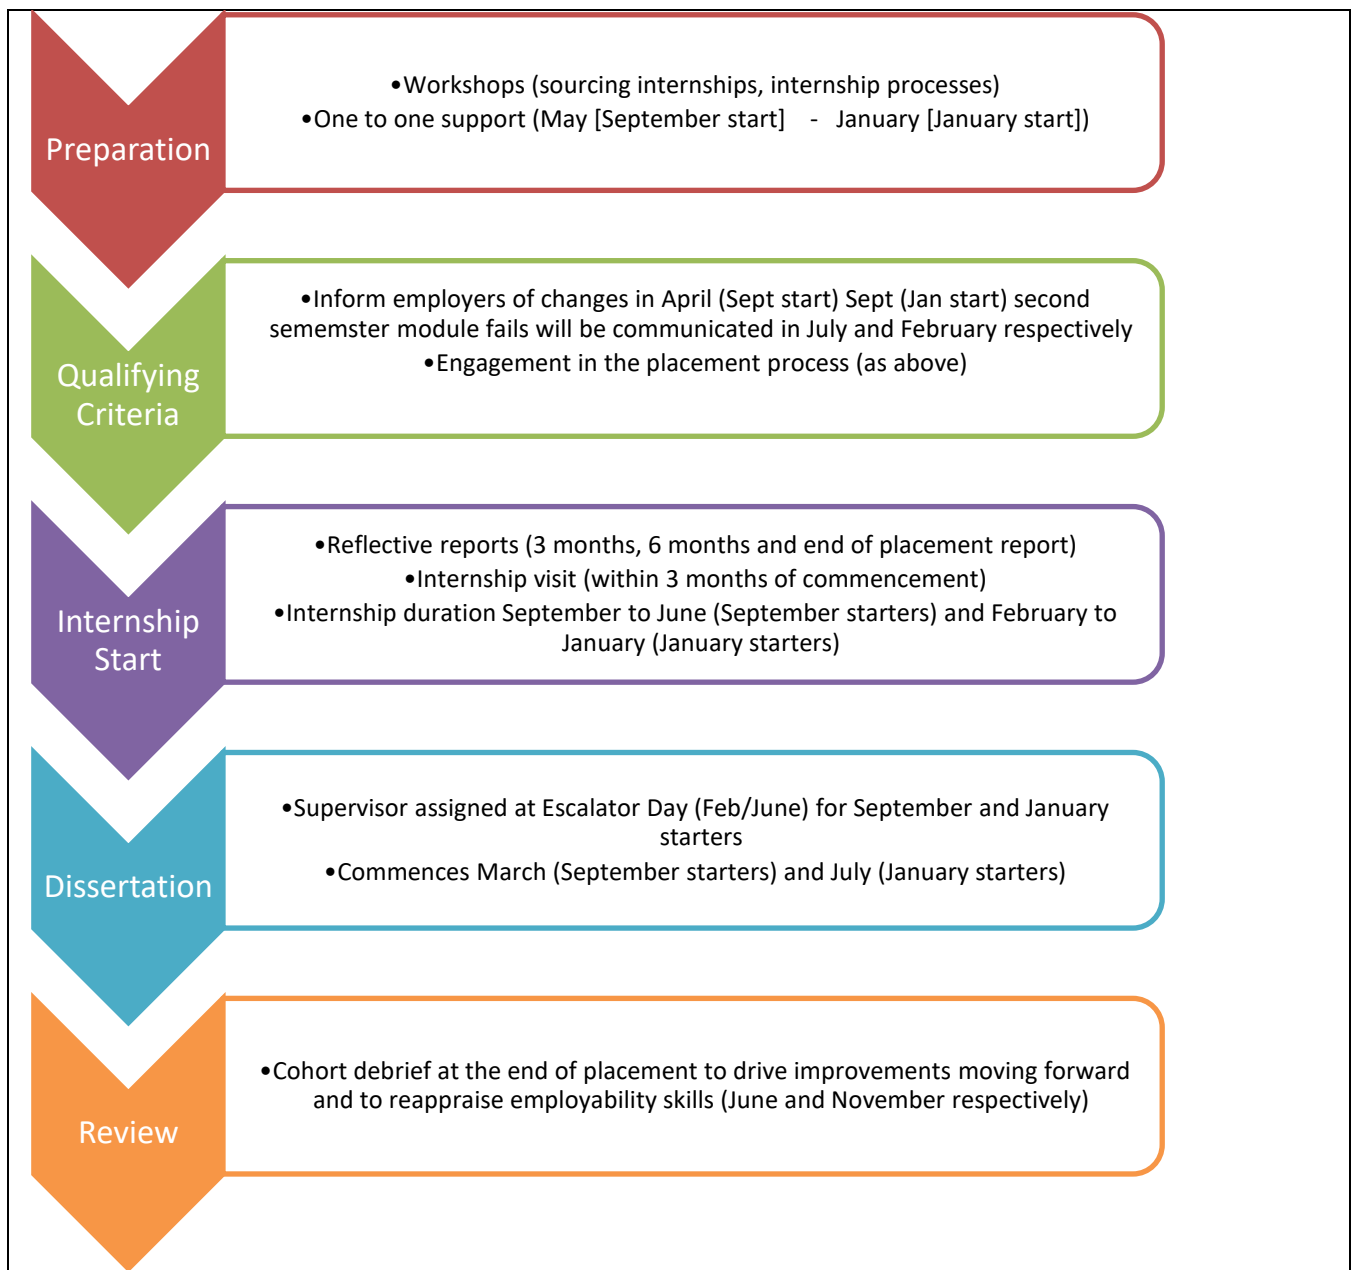 Preparation
•Workshops (sourcing internships, internship processes)
•One to one support (May [September start]    -   January [January start])
Qualifying
Criteria
•Inform employers of changes in April (Sept start) Sept (Jan start) second
sememster module fails will be communicated in July and February respectively
•Engagement in the placement process (as above)
Internship
Start
•Reflective reports (3 months, 6 months and end of placement report)
•Internship visit (within 3 months of commencement)
•Internship duration September to June (September starters) and February to
January (January starters)
Dissertation
•Supervisor assigned at Escalator Day (Feb/June) for September and January
starters
•Commences March (September starters) and July (January starters)
Review
•Cohort debrief at the end of placement to drive improvements moving forward
and to reappraise employability skills (June and November respectively)